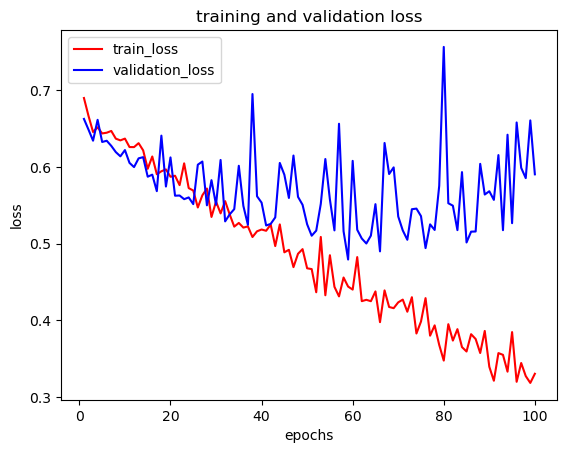 training and validation loss
train_loss
validation_loss
0.7
0.6
0.5
0.4
0.3
loss
0 20 40 60 80 100
epochs